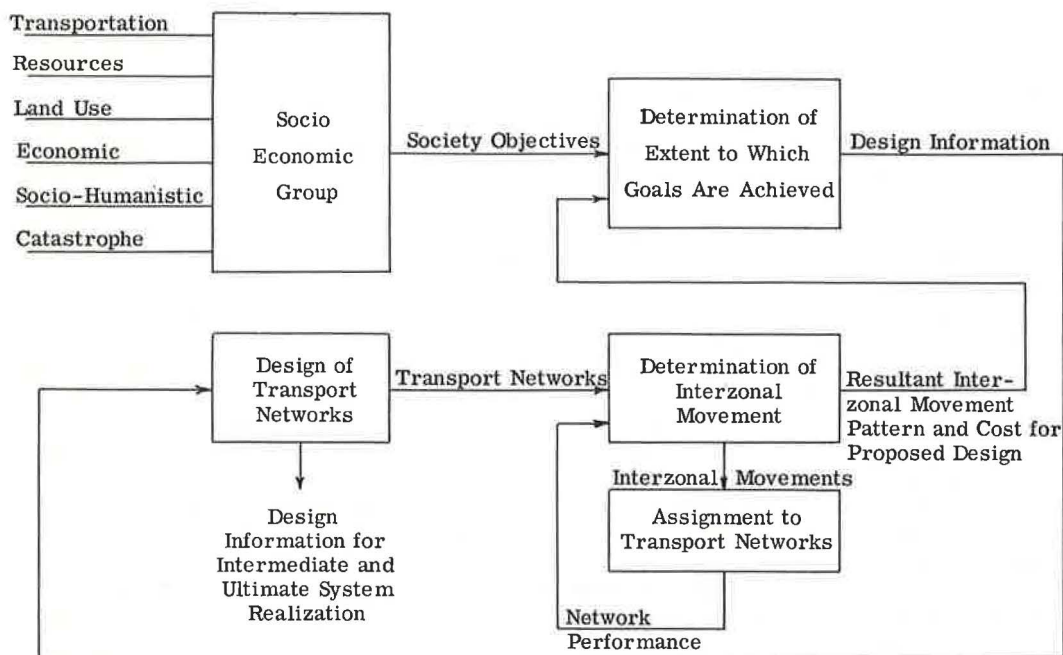 Transportation
Resources
Land Use
Economic
Socio-Humanistic
Catastrophe
Socio
Economic
Group
Society Objectives
Determination of
Extent to Which
Goals Are Achieved
Design Information
Design of
Transport
Networks
Transport Networks
Determination of
Interzonal
Movement
Resultant Inter-
zonal Movement
Pattern and Cost for
Proposed Design
Interzonal Movements
Assignment to
Transport Networks
Network
Performance
Design
Information for
Intermediate and
Ultimate System
Realization